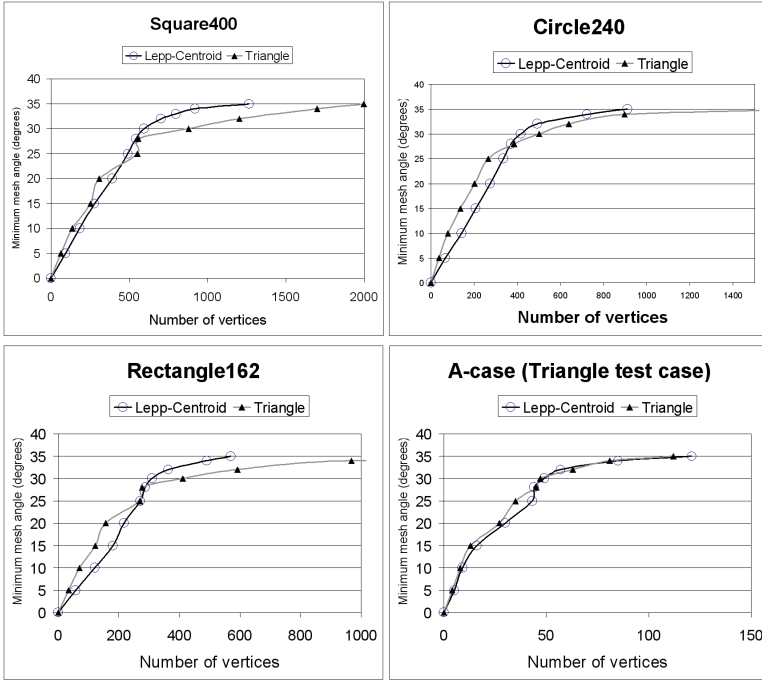 Square400
Lepp-Centroid Triangle
Minimum mesh angle (degrees)
40
35
30
25
20
15
10
5
0
0 500 1000 1500 2000
Number of vertices
Circle240
Lepp-Centroid Triangle
Minimum mesh angle (degrees)
40
35
30
25
20
15
10
5
0
0 200 400 600 800 1000 1200 1400
Number of vertices
Rectangle162
Lepp-Centroid Triangle
Minimum mesh angle (degrees)
40
35
30
25
20
15
10
5
0
0 200 400 600 800 1000
Number of vertices
A-case (Triangle test case)
Lepp-Centroid Triangle
Minimum mesh angle (degrees)
40
35
30
25
20
15
10
5
0
0 50 100 150
Number of vertices